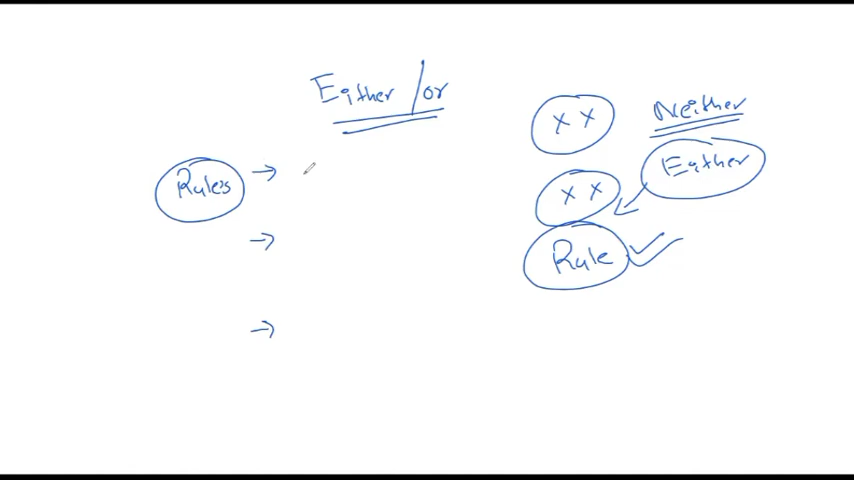 Either/or
x x
Neither
Either
Rules →
x x
→
Rule
→